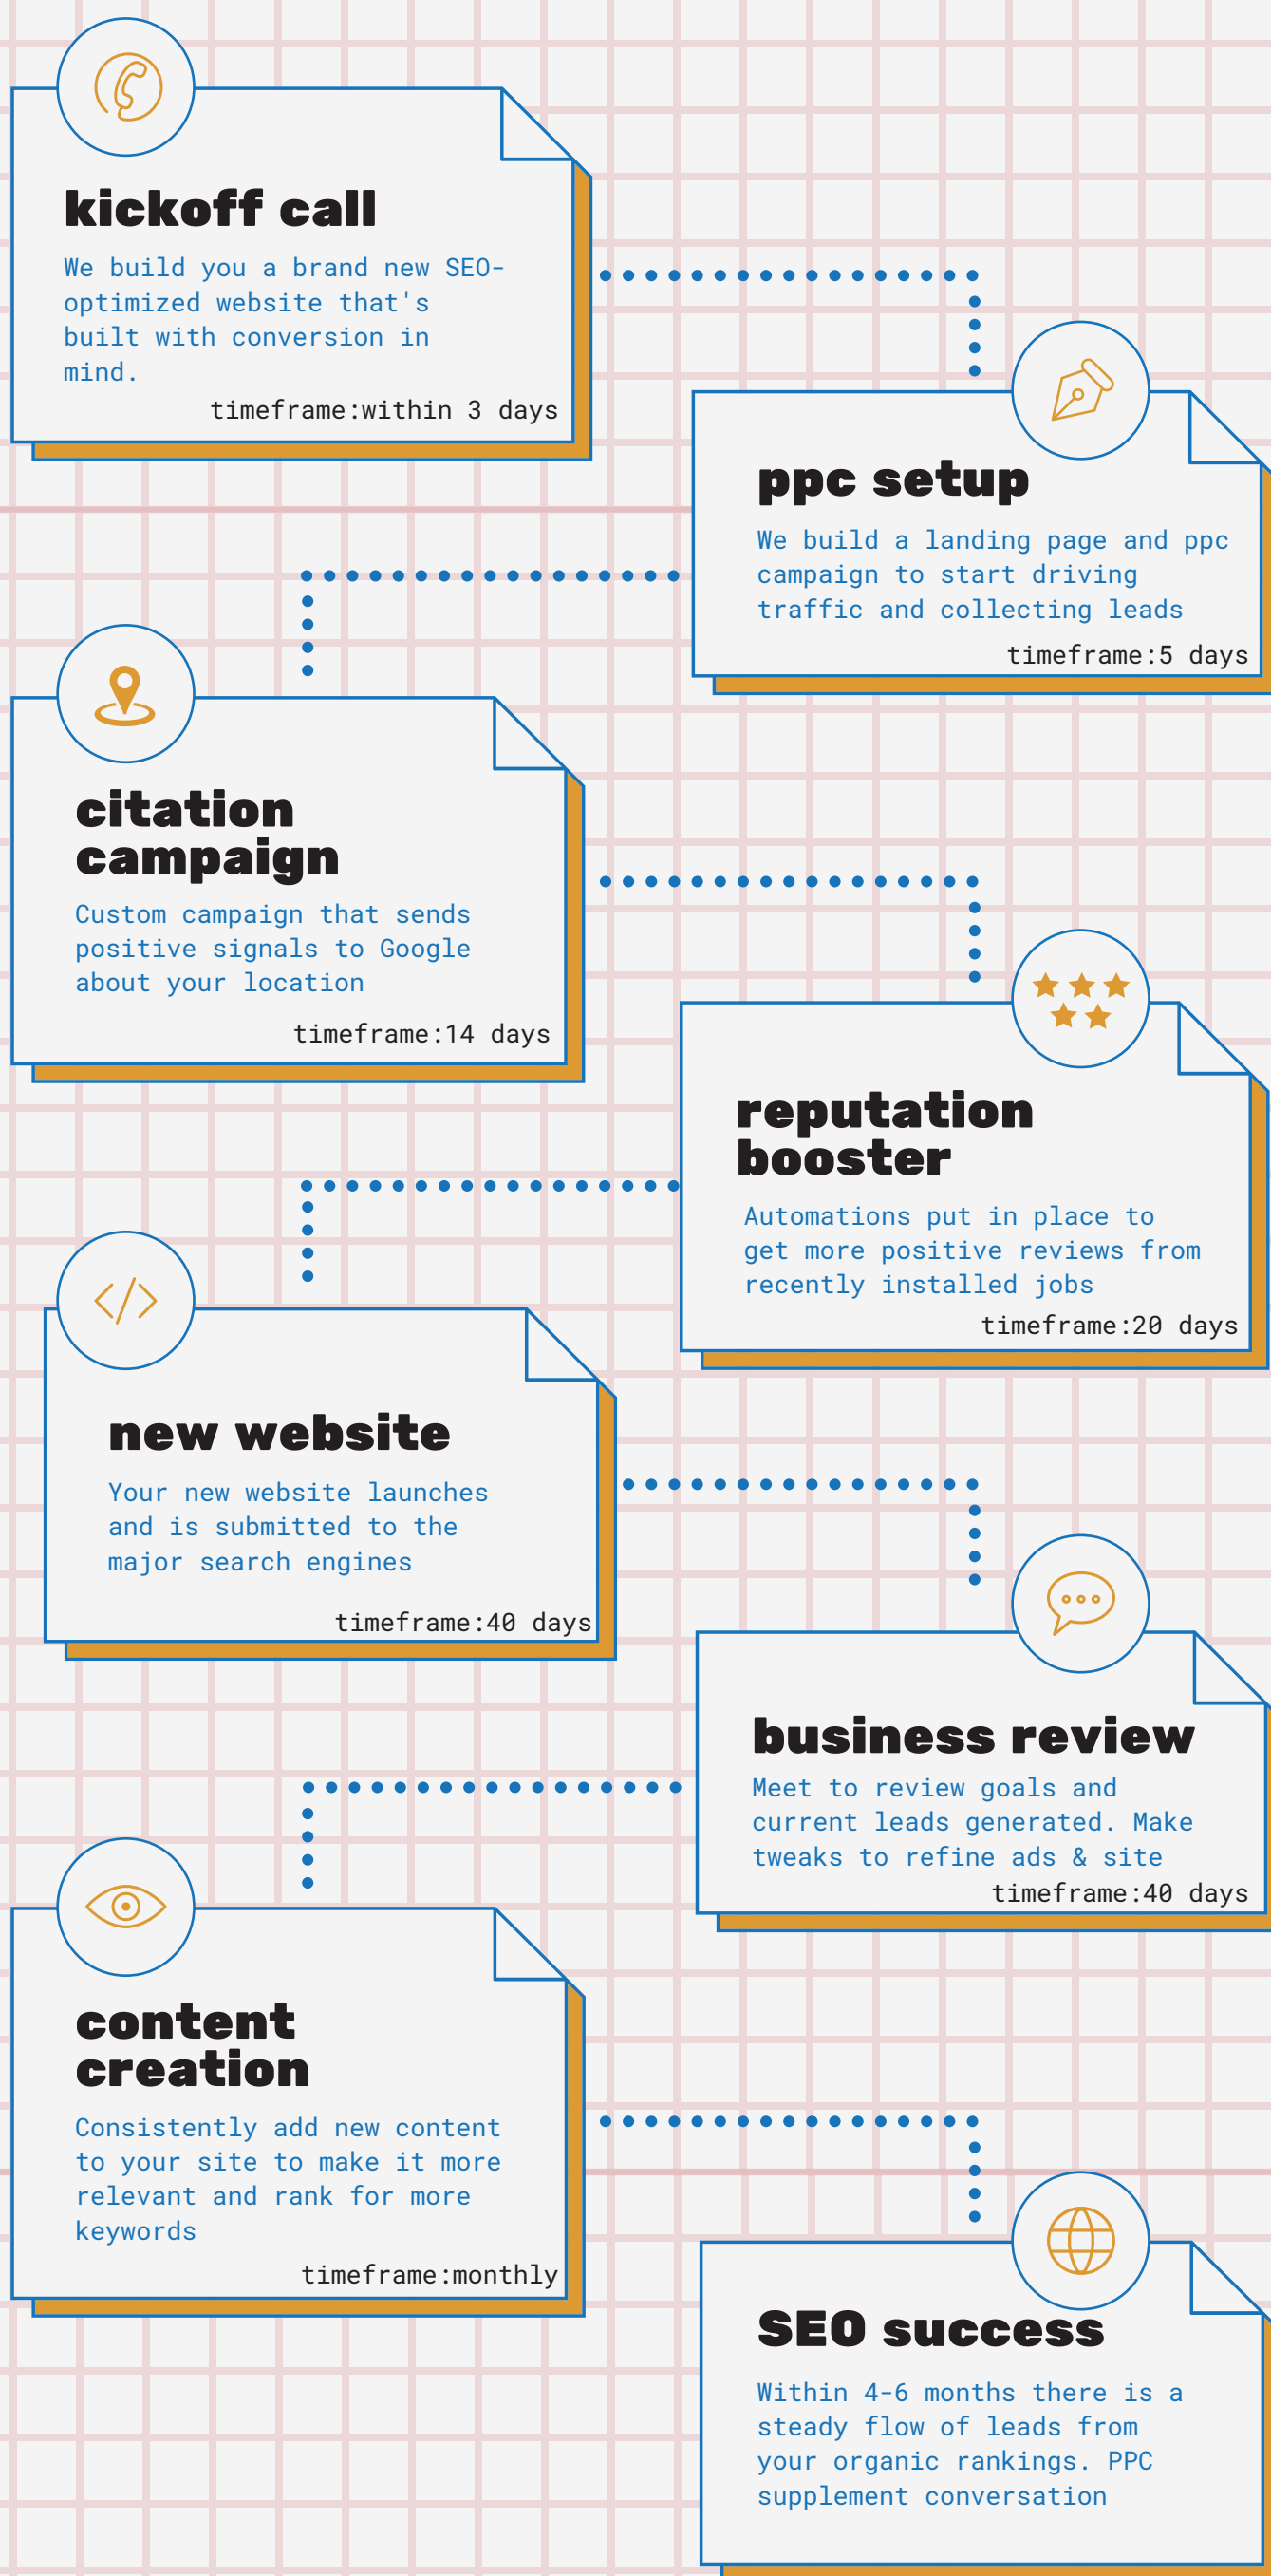 kickoff call
We build you a brand new SEO-
optimized website that's
built with conversion in
mind.
timeframe:within 3 days
ppc setup
We build a landing page and ppc
campaign to start driving
traffic and collecting leads
timeframe:5 days
citation
campaign
Custom campaign that sends
positive signals to Google
about your location
timeframe:14 days
reputation
booster
Automations put in place to
get more positive reviews from
recently installed jobs
timeframe:20 days
new website
Your new website launches
and is submitted to the
major search engines
timeframe:40 days
business review
Meet to review goals and
current leads generated. Make
tweaks to refine ads & site
timeframe:40 days
content
creation
Consistently add new content
to your site to make it more
relevant and rank for more
keywords
timeframe:monthly
SEO success
Within 4-6 months there is a
steady flow of leads from
your organic rankings. PPC
supplement conversation